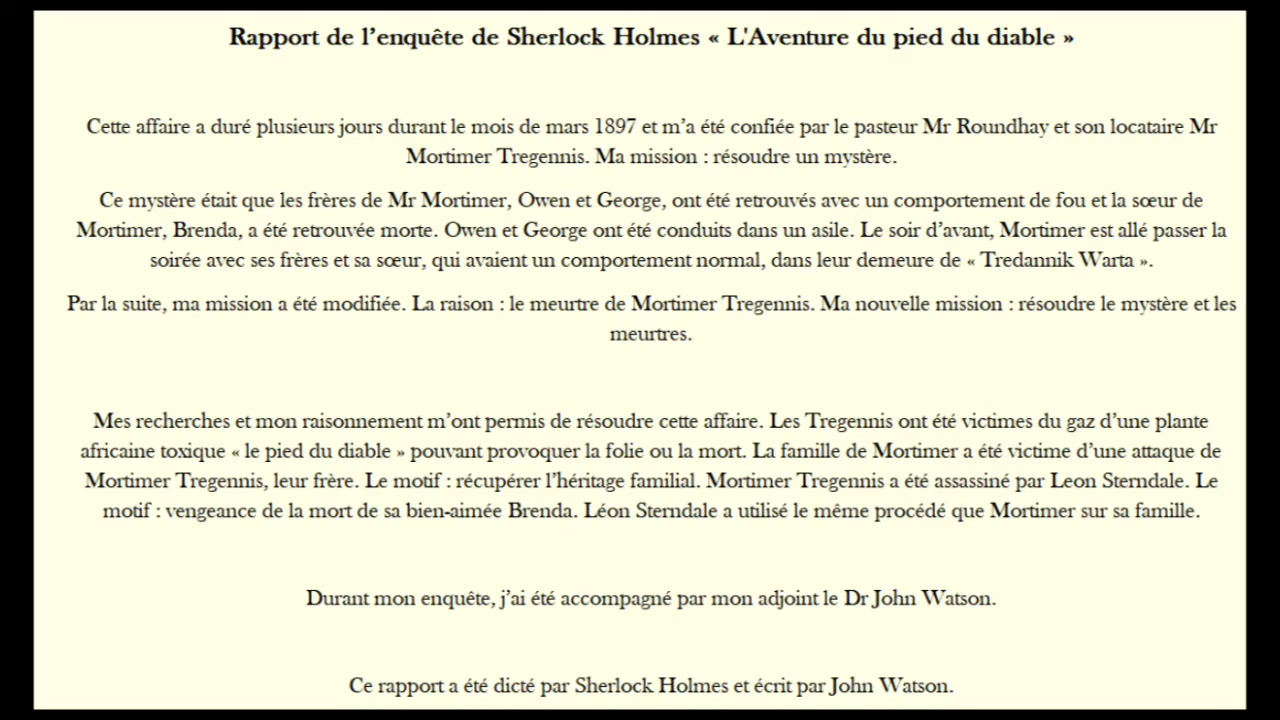 Rapport de l’enquête de Sherlock Holmes « L'Aventure du pied du diable »
Cette affaire a duré plusieurs jours durant le mois de mars 1897 et m’a été confiée par le pasteur Mr Roundhay et son locataire Mr
Mortimer Tregennis. Ma mission : résoudre un mystère.
Ce mystère était que les frères de Mr Mortimer, Owen et George, ont été retrouvés avec un comportement de fou et la sœur de
Mortimer, Brenda, a été retrouvée morte. Owen et George ont été conduits dans un asile. Le soir d’avant, Mortimer est allé passer la
soirée avec ses frères et sa sœur, qui avaient un comportement normal, dans leur demeure de « Tredannik Warta ».
Par la suite, ma mission a été modifiée. La raison : le meurtre de Mortimer Tregennis. Ma nouvelle mission : résoudre le mystère et les
meurtres.
Mes recherches et mon raisonnement m’ont permis de résoudre cette affaire. Les Tregennis ont été victimes du gaz d’une plante
africaine toxique « le pied du diable » pouvant provoquer la folie ou la mort. La famille de Mortimer a été victime d’une attaque de
Mortimer Tregennis, leur frère. Le motif : récupérer l’héritage familial. Mortimer Tregennis a été assassiné par Leon Sterndale. Le
motif : vengeance de la mort de sa bien-aimée Brenda. Léon Sterndale a utilisé le même procédé que Mortimer sur sa famille.
Durant mon enquête, j’ai été accompagné par mon adjoint le Dr John Watson.
Ce rapport a été dicté par Sherlock Holmes et écrit par John Watson.